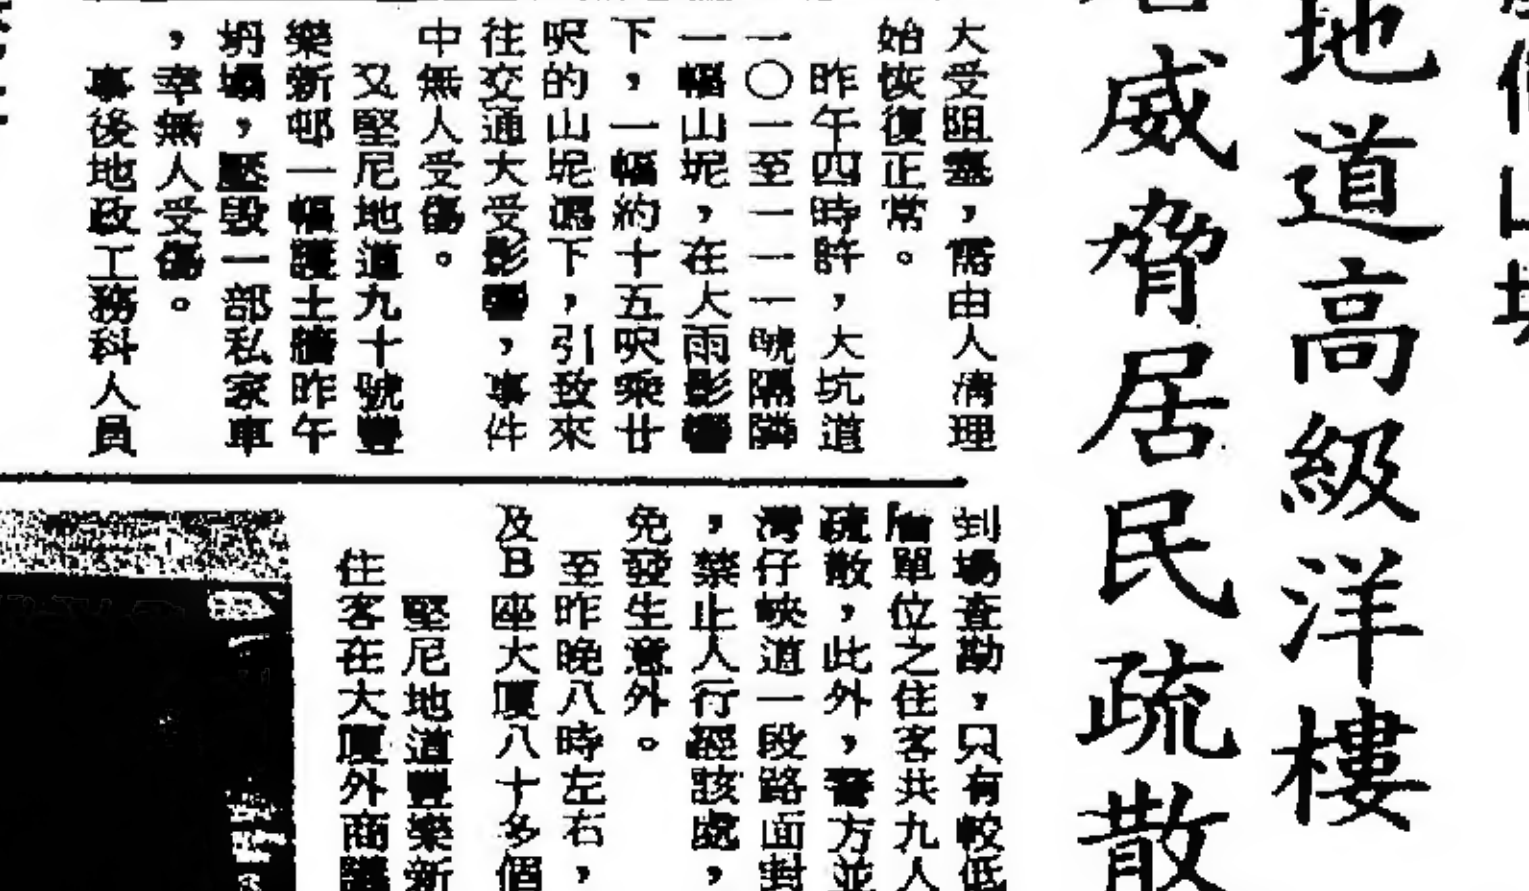 地道高級洋樓
威脅居民疏散
大受阻塞，需由人清理
始恢復正常。
昨午四時許，大坑道
一〇一至一一一號隔隣
一幅山坭，在大雨影響
下，一幅約十五呎乘廿
呎的山坭瀉下，引致來
往交通大受影響，事件
中無人受傷。
又堅尼地道九十號豐
樂新邨一幅護土牆昨午
坍塌，壓毀一部私家車
，幸無人受傷。
事後地政工務科人員
到場查勘，只有較低
層單位之住客共九人
疏散，此外，警方並
灣仔峽道一段路面封
，禁止人行經該處，
免發生意外。
至昨晚八時左右，
及B座大厦八十多個
堅尼地道豐樂新
住客在大厦外商議